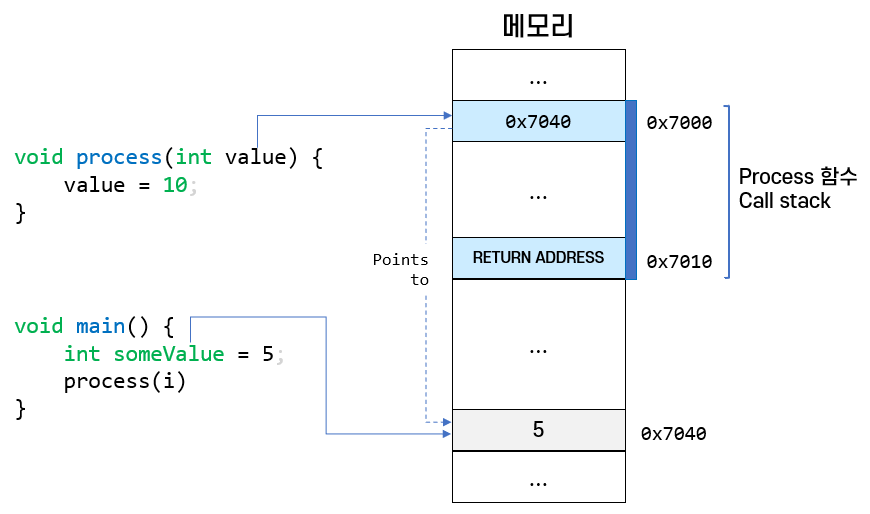 메모리
...
0x7040
0x7000
void process(int value) {
    value = 10;
}
...
Process 함수
Call stack
Points
to
RETURN ADDRESS
0x7010
void main() {
    int someValue = 5;
    process(i)
}
...
5
0x7040
...